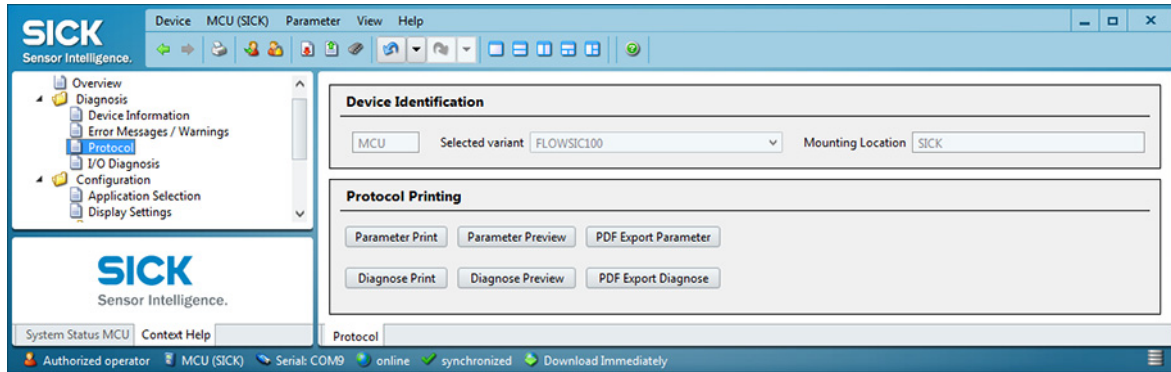 SICK
Sensor Intelligence.
Device MCU (SICK) Parameter View Help
Overview
Diagnosis
Device Information
Error Messages / Warnings
Protocol
I/O Diagnosis
Configuration
Application Selection
Display Settings
SICK
Sensor Intelligence.
System Status MCU Context Help
Device Identification
MCU Selected variant FLOWSIC100 Mounting Location SICK
Protocol Printing
Parameter Print Parameter Preview PDF Export Parameter
Diagnose Print Diagnose Preview PDF Export Diagnose
Protocol
Authorized operator MCU (SICK) Serial: COM9 online synchronized Download Immediately